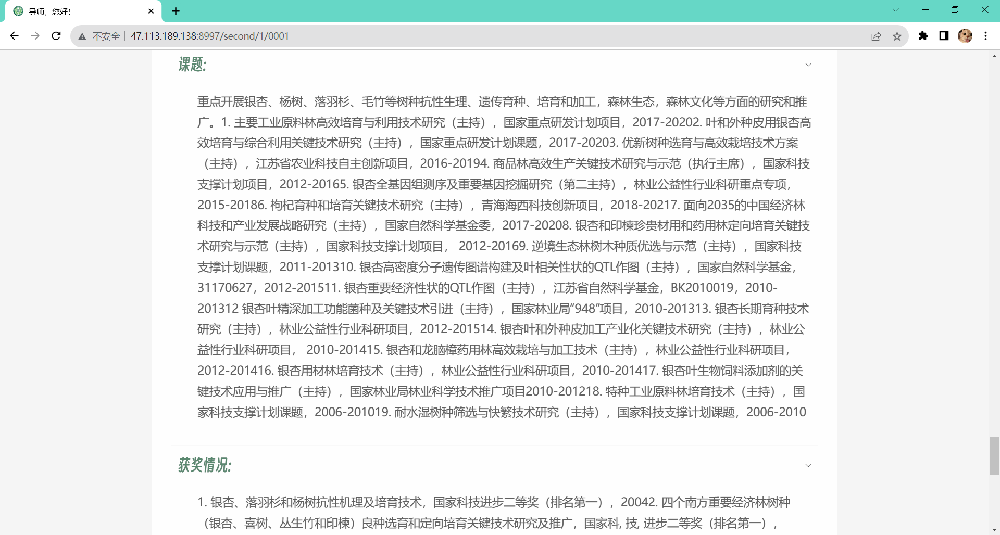 导师，您好！
不安全 47.113.189.138:8997/second/1/0001
课题:
重点开展银杏、杨树、落羽杉、毛竹等树种抗性生理、遗传育种、培育和加工，森林生态，森林文化等方面的研究和推
广。1. 主要工业原料林高效培育与利用技术研究（主持），国家重点研发计划项目，2017-20202. 叶和外种皮用银杏高
效培育与综合利用关键技术研究（主持），国家重点研发计划课题，2017-20203. 优新树种选育与高效栽培技术方案
（主持），江苏省农业科技自主创新项目，2016-20194. 商品林高效生产关键技术研究与示范（执行主席），国家科技
支撑计划项目，2012-20165. 银杏全基因组测序及重要基因挖掘研究（第二主持），林业公益性行业科研重点专项，
2015-20186. 枸杞育种和培育关键技术研究（主持），青海海西科技创新项目，2018-20217. 面向2035的中国经济林
科技和产业发展战略研究（主持），国家自然科学基金委，2017-20208. 银杏和印楝珍贵材用和药用林定向培育关键技
术研究与示范（主持），国家科技支撑计划项目， 2012-20169. 逆境生态林树木种质优选与示范（主持），国家科技
支撑计划课题，2011-201310. 银杏高密度分子遗传图谱构建及叶相关性状的QTL作图（主持），国家自然科学基金，
31170627，2012-201511. 银杏重要经济性状的QTL作图（主持），江苏省自然科学基金，BK2010019，2010-
201312 银杏叶精深加工功能菌种及关键技术引进（主持），国家林业局“948”项目，2010-201313. 银杏长期育种技术
研究（主持），林业公益性行业科研项目，2012-201514. 银杏叶和外种皮加工产业化关键技术研究（主持），林业公
益性行业科研项目， 2010-201415. 银杏和龙脑樟药用林高效栽培与加工技术（主持），林业公益性行业科研项目，
2012-201416. 银杏用材林培育技术（主持），林业公益性行业科研项目，2010-201417. 银杏叶生物饲料添加剂的关
键技术应用与推广（主持），国家林业局林业科学技术推广项目2010-201218. 特种工业原料林培育技术（主持），国
家科技支撑计划课题，2006-201019. 耐水湿树种筛选与快繁技术研究（主持），国家科技支撑计划课题，2006-2010
获奖情况:
1. 银杏、落羽杉和杨树抗性机理及培育技术，国家科技进步二等奖（排名第一），20042. 四个南方重要经济林树种
（银杏、喜树、丛生竹和印楝）良种选育和定向培育关键技术研究及推广，国家科, 技, 进步二等奖（排名第一），